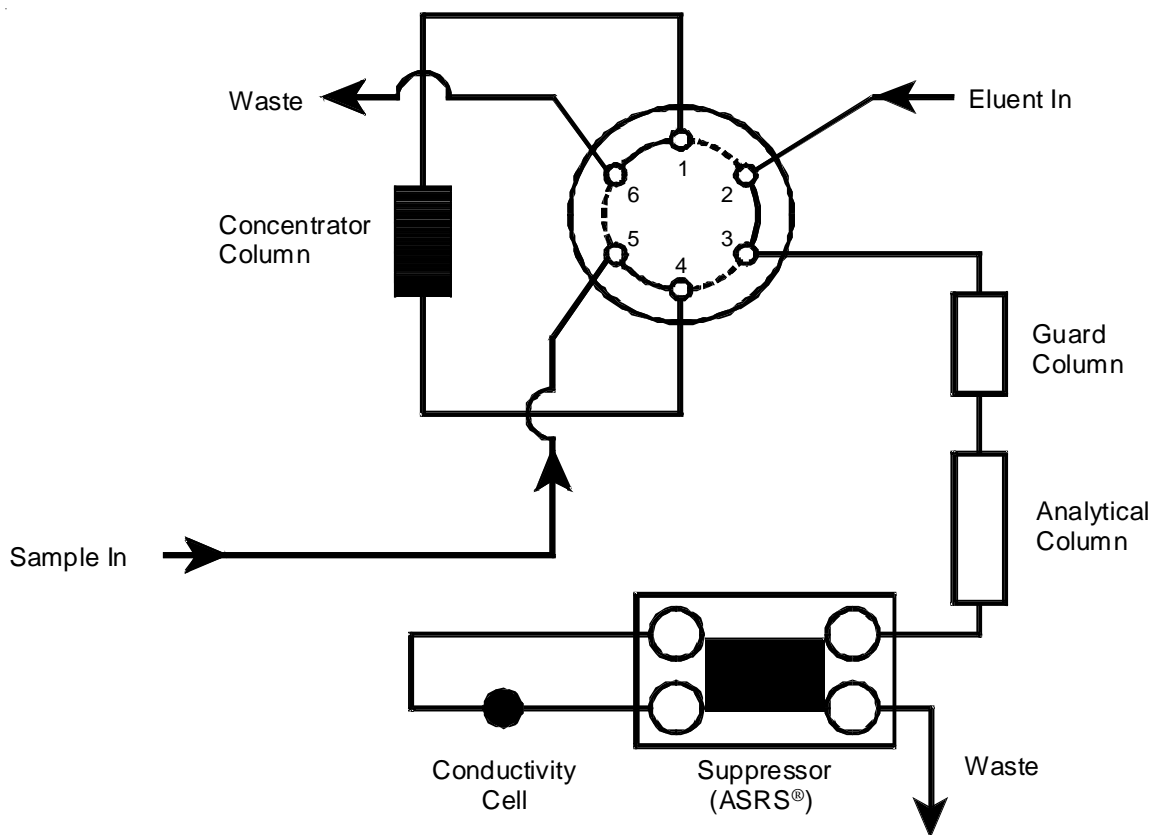 Waste
Eluent In
1
6
2
Concentrator
Column
5
3
4
Guard
Column
Analytical
Column
Sample In
Conductivity
Cell
Suppressor
(ASRS®)
Waste